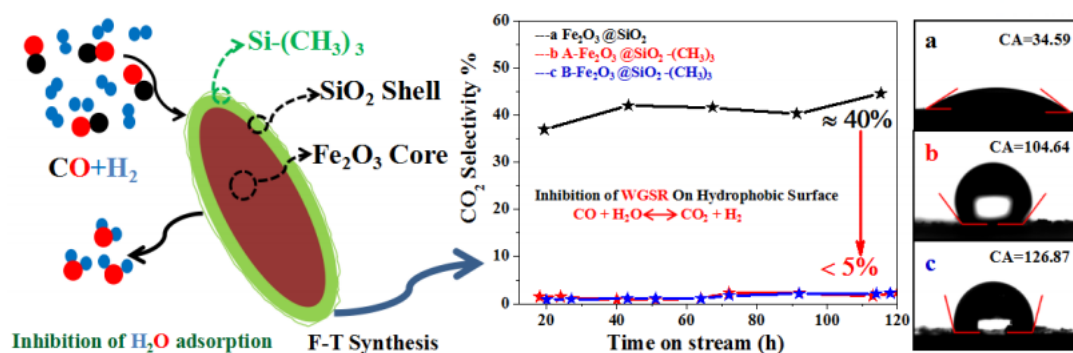 Si-(CH₃)₃
SiO₂ Shell
Fe₂O₃ Core
CO+H₂
Inhibition of H₂O adsorption
F-T Synthesis
CO₂ Selectivity %
60
50
40
30
20
10
0
---a Fe₂O₃@SiO₂
---b A-Fe₂O₃@SiO₂-(CH₃)₃
---c B-Fe₂O₃@SiO₂-(CH₃)₃
≈ 40%
Inhibition of WGSR On Hydrophobic Surface
CO + H₂O⟷CO₂ + H₂
< 5%
20 40 60 80 100 120
Time on stream (h)
a
CA=34.59
b
CA=104.64
c
CA=126.87